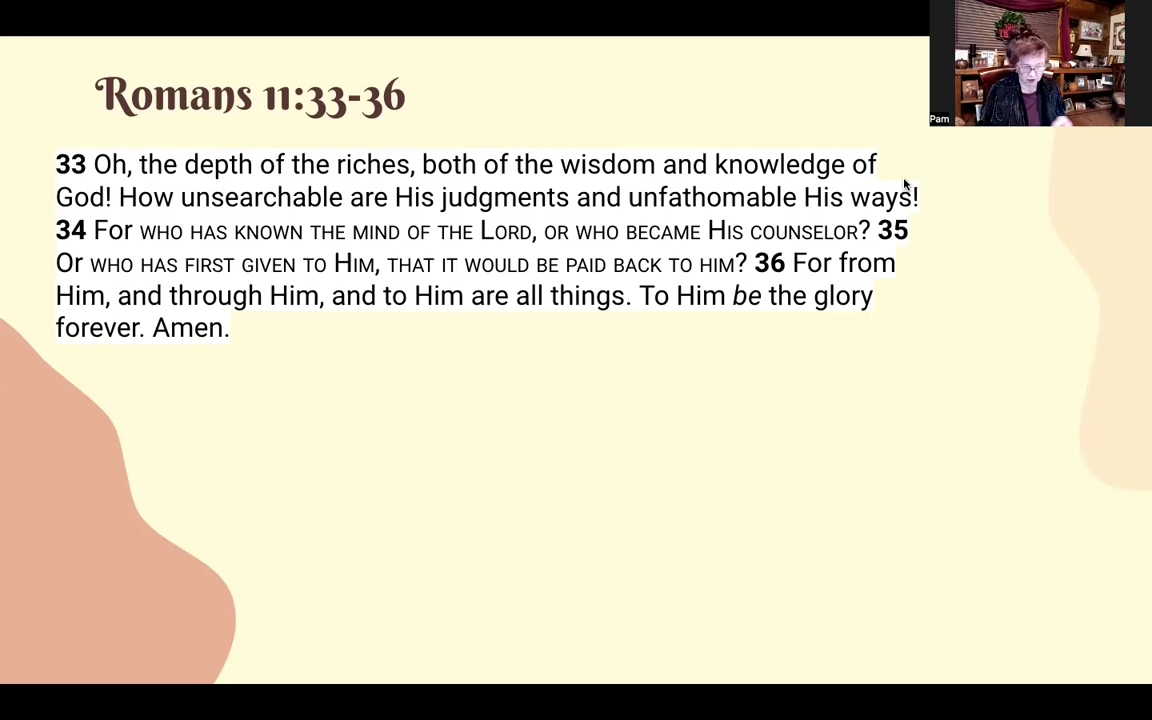 Romans 11:33-36
Pam
33 Oh, the depth of the riches, both of the wisdom and knowledge of
God! How unsearchable are His judgments and unfathomable His ways!
34 For WHO HAS KNOWN THE MIND OF THE LORD, OR WHO BECAME HIS COUNSELOR? 35
Or WHO HAS FIRST GIVEN TO HIM, THAT IT WOULD BE PAID BACK TO HIM? 36 For from
Him, and through Him, and to Him are all things. To Him be the glory
forever. Amen.